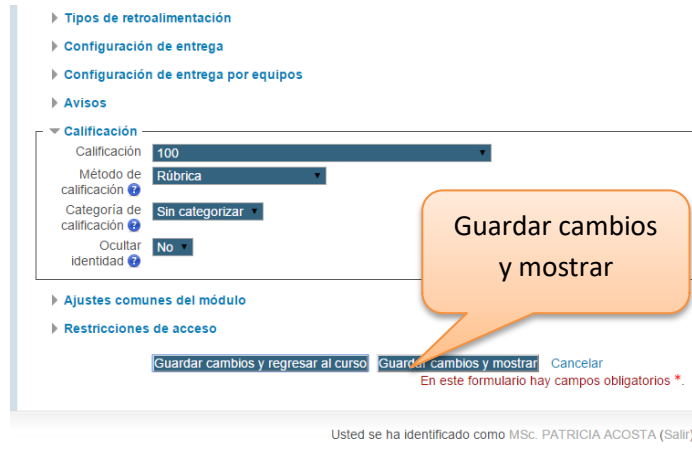 Tipos de retroalimentación
Configuración de entrega
Configuración de entrega por equipos
Avisos
Calificación
Calificación 100
Método de calificación Rúbrica
Categoría de calificación Sin categorizar
Ocultar identidad No
Guardar cambios
y mostrar
Ajustes comunes del módulo
Restricciones de acceso
Guardar cambios y regresar al curso Guardar cambios y mostrar Cancelar
En este formulario hay campos obligatorios *.
Usted se ha identificado como MSc. PATRICIA ACOSTA (Salir)